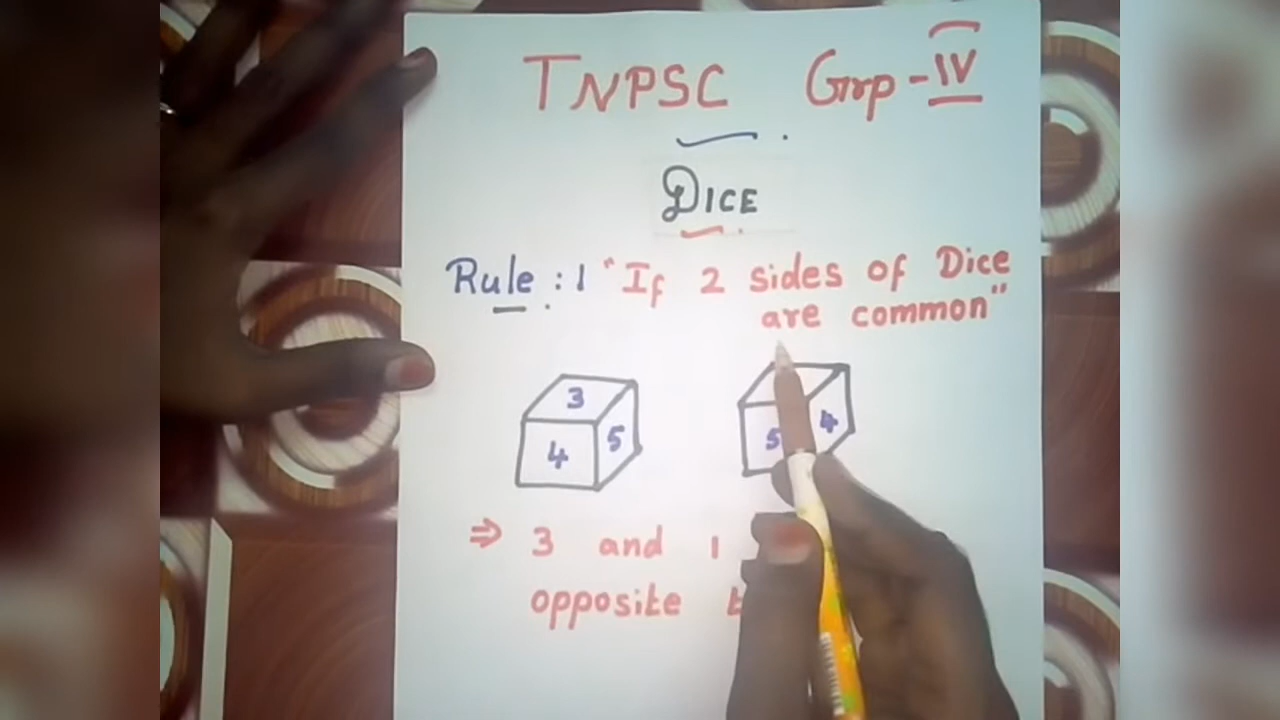 TNPSC Grp-IV
DICE
Rule : 1 "If 2 sides of Dice
are common"
3
4 5
5 4
⇒ 3 and 1
opposite